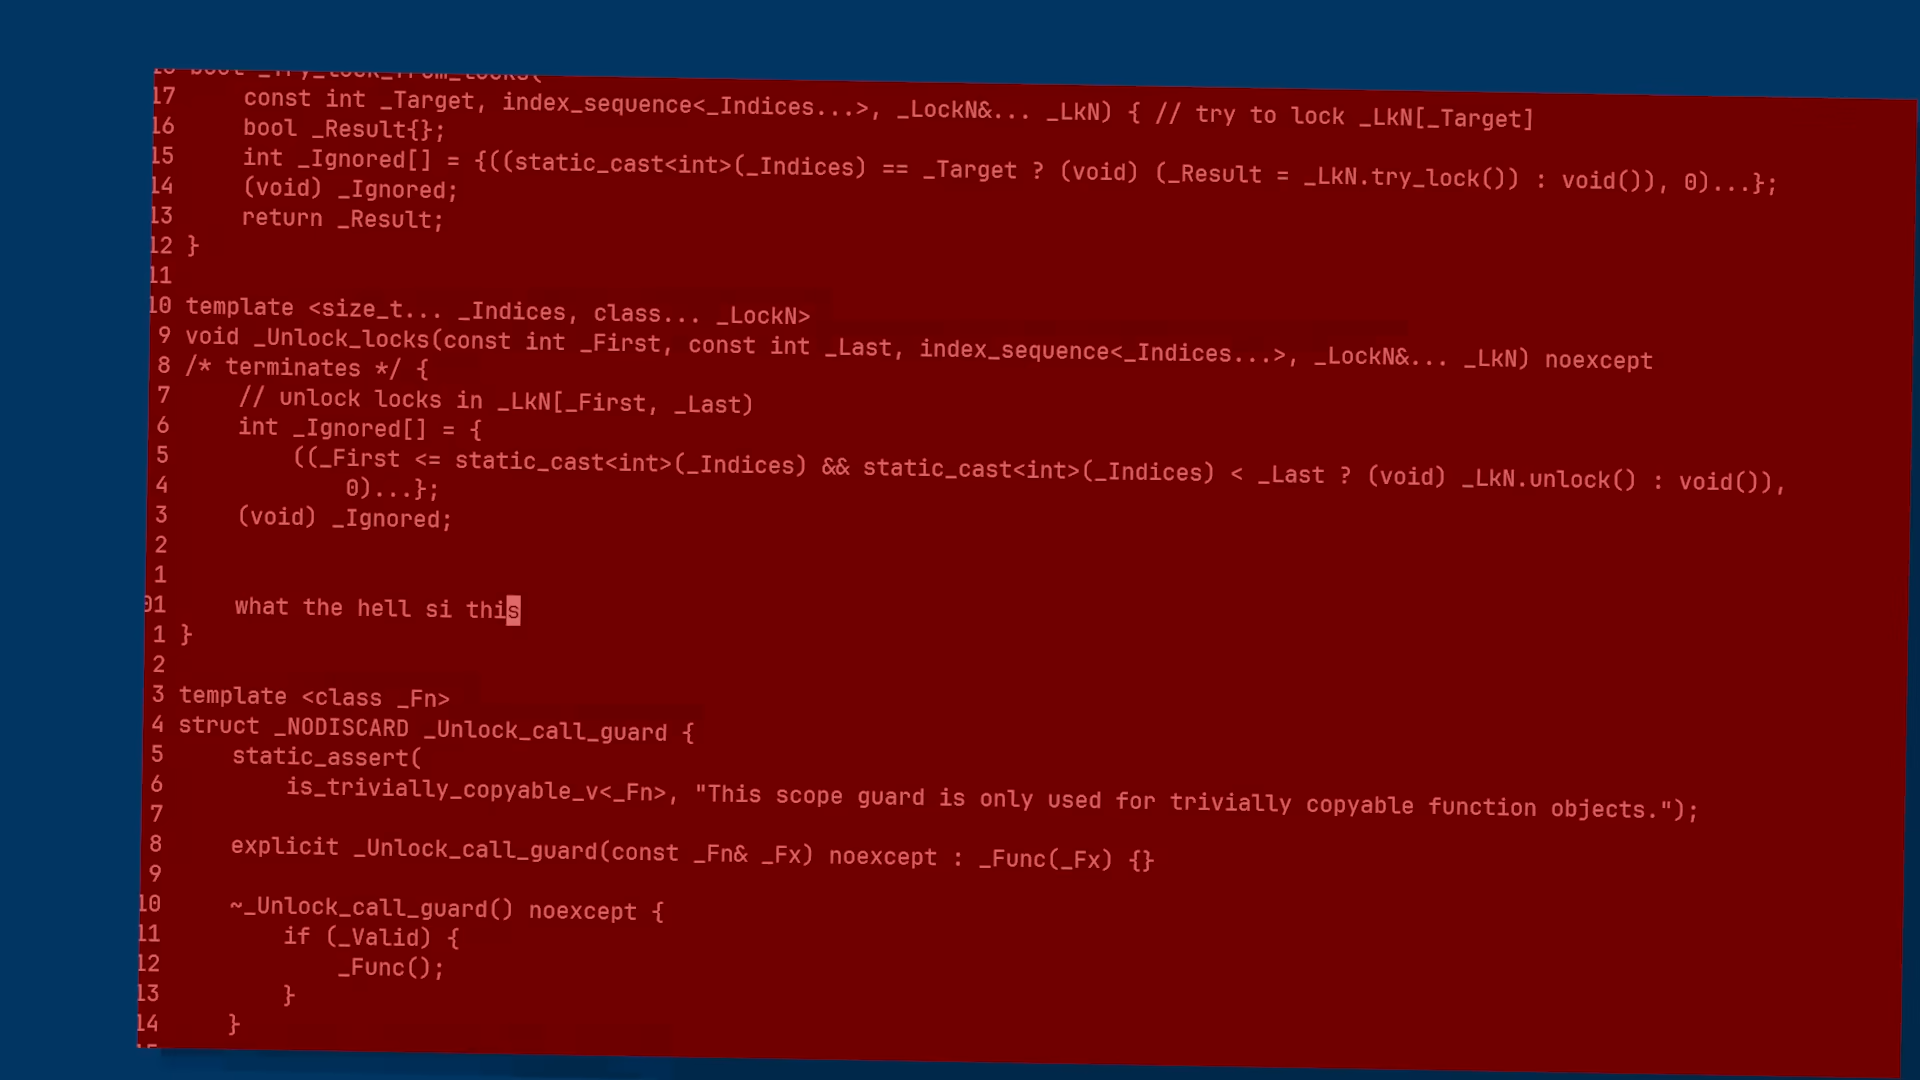 18 bool _Try_lock_from_locks(
17 const int _Target, index_sequence<_Indices...>, _LockN&... _LkN) { // try to lock _LkN[_Target]
16 bool _Result{};
15 int _Ignored[] = {((static_cast<int>(_Indices) == _Target ? (void) (_Result = _LkN.try_lock()) : void()), 0)...};
14 (void) _Ignored;
13 return _Result;
12 }
11
10 template <size_t... _Indices, class... _LockN>
9 void _Unlock_locks(const int _First, const int _Last, index_sequence<_Indices...>, _LockN&... _LkN) noexcept
8 /* terminates */ {
7 // unlock locks in _LkN[_First, _Last)
6 int _Ignored[] = {
5 ((_First <= static_cast<int>(_Indices) && static_cast<int>(_Indices) < _Last ? (void) _LkN.unlock() : void()),
4 0)...};
3 (void) _Ignored;
2
1
01 what the hell si this
1 }
2
3 template <class _Fn>
4 struct _NODISCARD _Unlock_call_guard {
5 static_assert(
6 is_trivially_copyable_v<_Fn>, "This scope guard is only used for trivially copyable function objects.");
7
8 explicit _Unlock_call_guard(const _Fn& _Fx) noexcept : _Func(_Fx) {}
9
10 ~_Unlock_call_guard() noexcept {
11 if (_Valid) {
12 _Func();
13 }
14 }